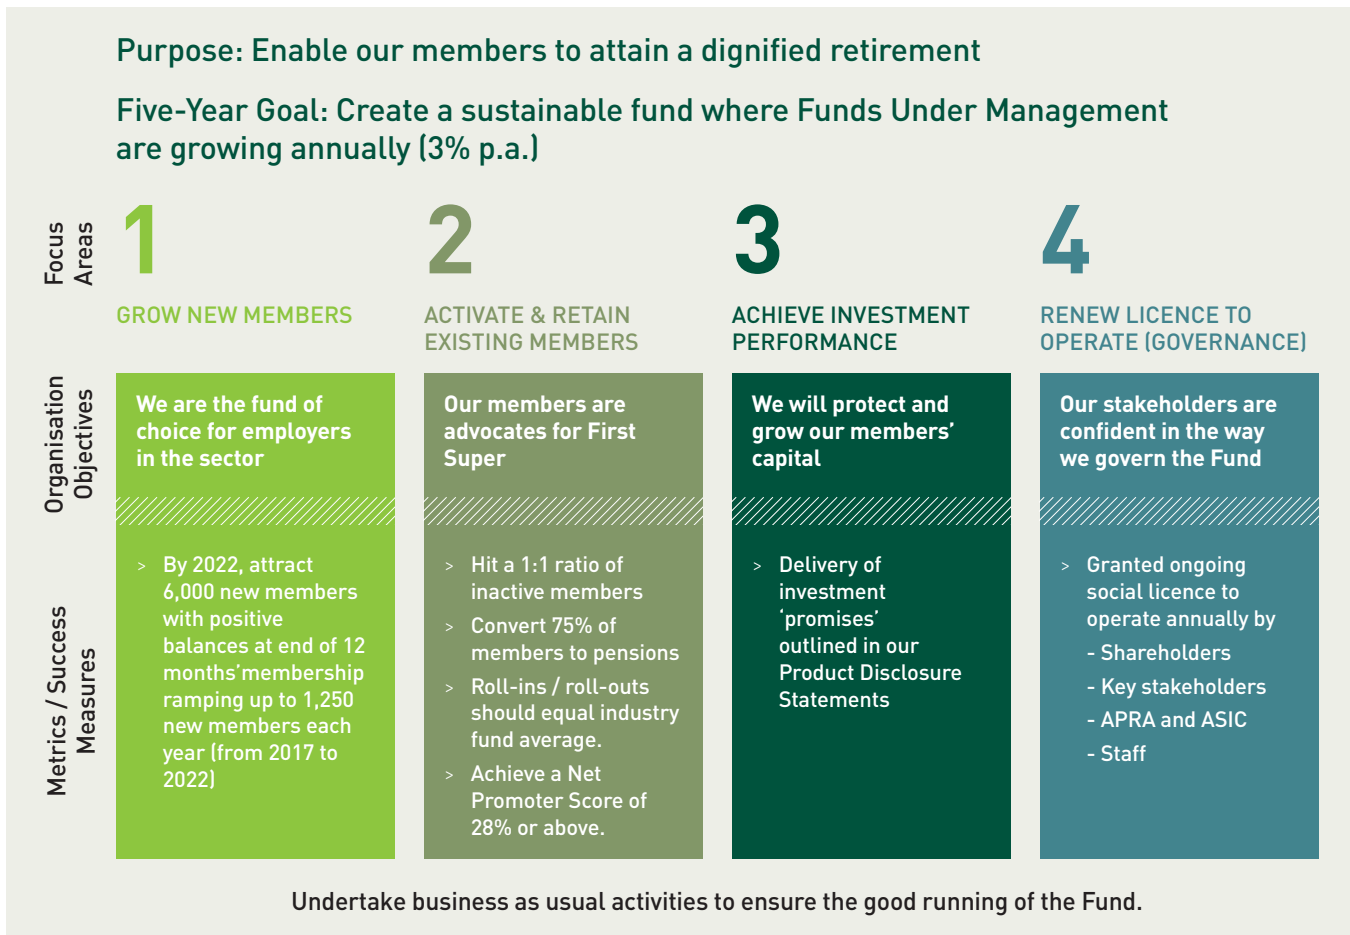 Purpose: Enable our members to attain a dignified retirement
Five-Year Goal: Create a sustainable fund where Funds Under Management
are growing annually (3% p.a.)
Focus
Areas
1
GROW NEW MEMBERS
2
ACTIVATE & RETAIN
EXISTING MEMBERS
3
ACHIEVE INVESTMENT
PERFORMANCE
4
RENEW LICENCE TO
OPERATE (GOVERNANCE)
Organisation
Objectives
We are the fund of
choice for employers
in the sector
Our members are
advocates for First
Super
We will protect and
grow our members’
capital
Our stakeholders are
confident in the way
we govern the Fund
Metrics / Success
Measures
> By 2022, attract
6,000 new members
with positive
balances at end of 12
months’membership
ramping up to 1,250
new members each
year (from 2017 to
2022)
> Hit a 1:1 ratio of
inactive members
> Convert 75% of
members to pensions
> Roll-ins / roll-outs
should equal industry
fund average.
> Achieve a Net
Promoter Score of
28% or above.
> Delivery of
investment
‘promises’
outlined in our
Product Disclosure
Statements
> Granted ongoing
social licence to
operate annually by
- Shareholders
- Key stakeholders
- APRA and ASIC
- Staff
Undertake business as usual activities to ensure the good running of the Fund.